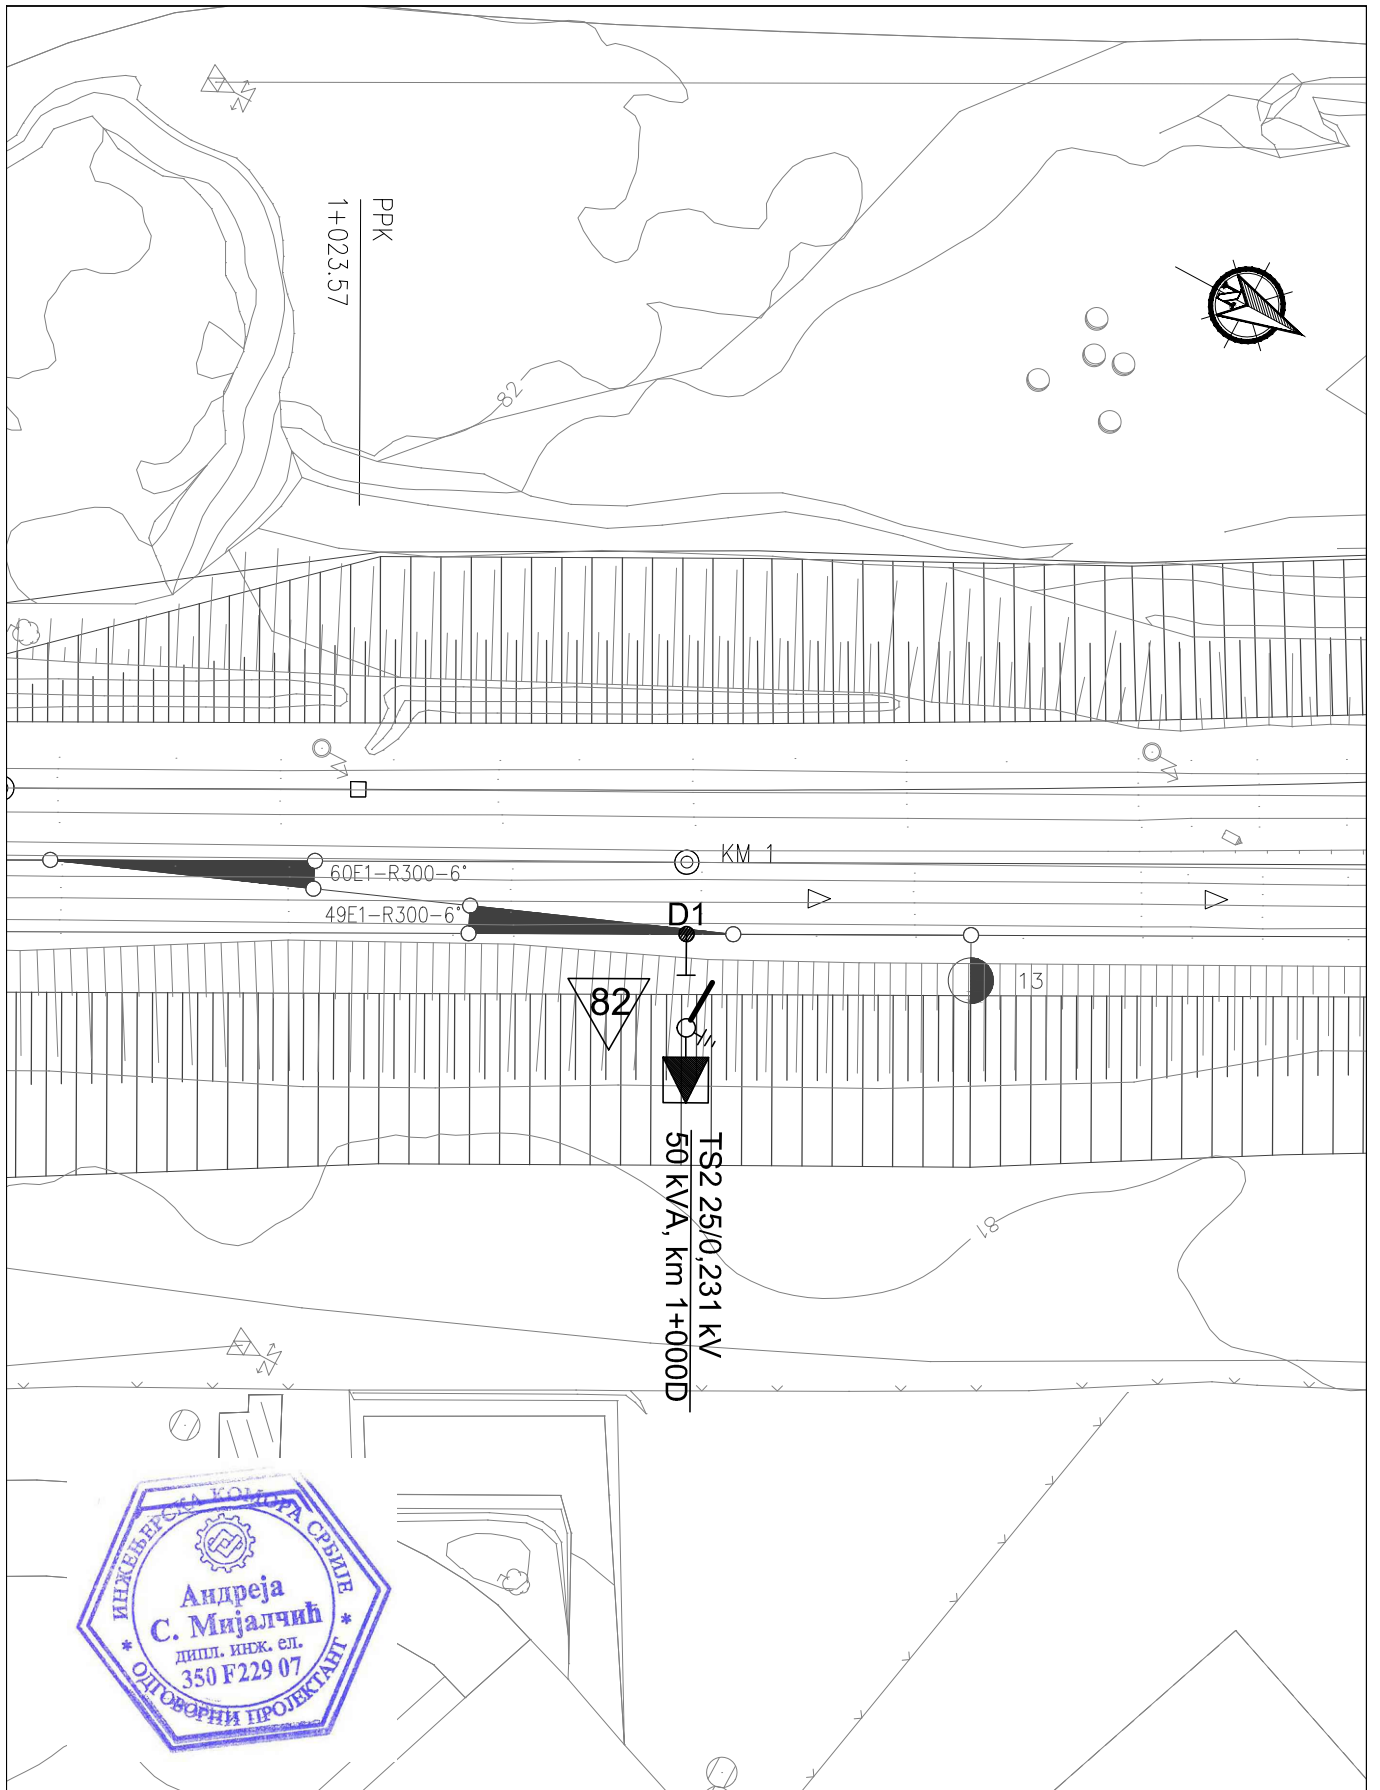 PPK
1+023.57
82
KM 1
60E1-R300-6°
49E1-R300-6°
D1
13
82
TS2 25/0,231 kV
50 kVA, km 1+000D
81
ИНЖЕЊЕРСКА КОМОРА СРБИЈЕ
Андреја
С. Мијалчић
дипл. инж. ел.
350 F229 07
* ОДГОВОРНИ ПРОЈЕКТАНТ *